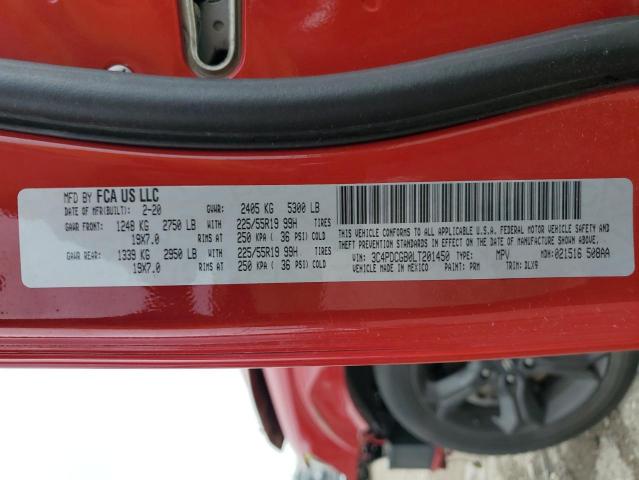 MFD BY FCA US LLC
DATE OF MFR(BUILT): 2-20 GVWR: 2405 KG 5300 LB
GAWR FRONT: 1248 KG 2750 LB WITH 225/55R19 99H TIRES
19X7.0 RIMS AT 250 KPA ( 36 PSI) COLD
GAWR REAR: 1339 KG 2950 LB WITH 225/55R19 99H TIRES
19X7.0 RIMS AT 250 KPA ( 36 PSI) COLD
THIS VEHICLE CONFORMS TO ALL APPLICABLE U.S.A. FEDERAL MOTOR VEHICLE SAFETY AND
THEFT PREVENTION STANDARDS IN EFFECT ON THE DATE OF MANUFACTURE SHOWN ABOVE.
VIN: 3C4PDCGB0LT201450 TYPE: MPV MDH: 021516 508AA
VEHICLE MADE IN MEXICO PAINT: PRM TRIM: DLX9